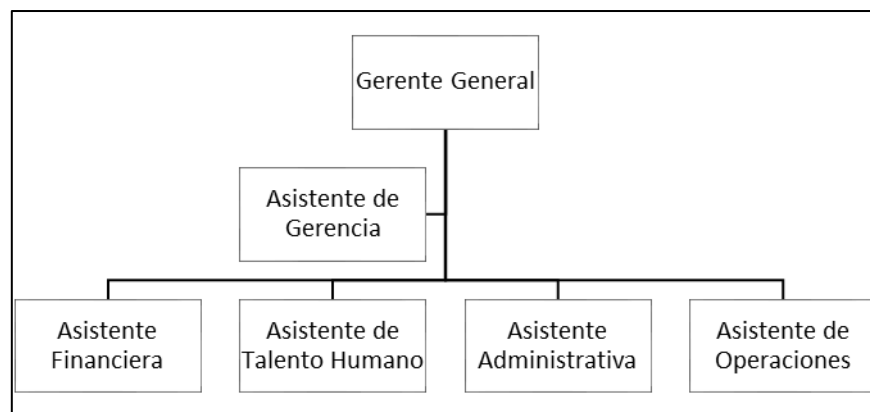 Gerente General
Asistente de
Gerencia
Asistente
Financiera
Asistente de
Talento Humano
Asistente
Administrativa
Asistente de
Operaciones